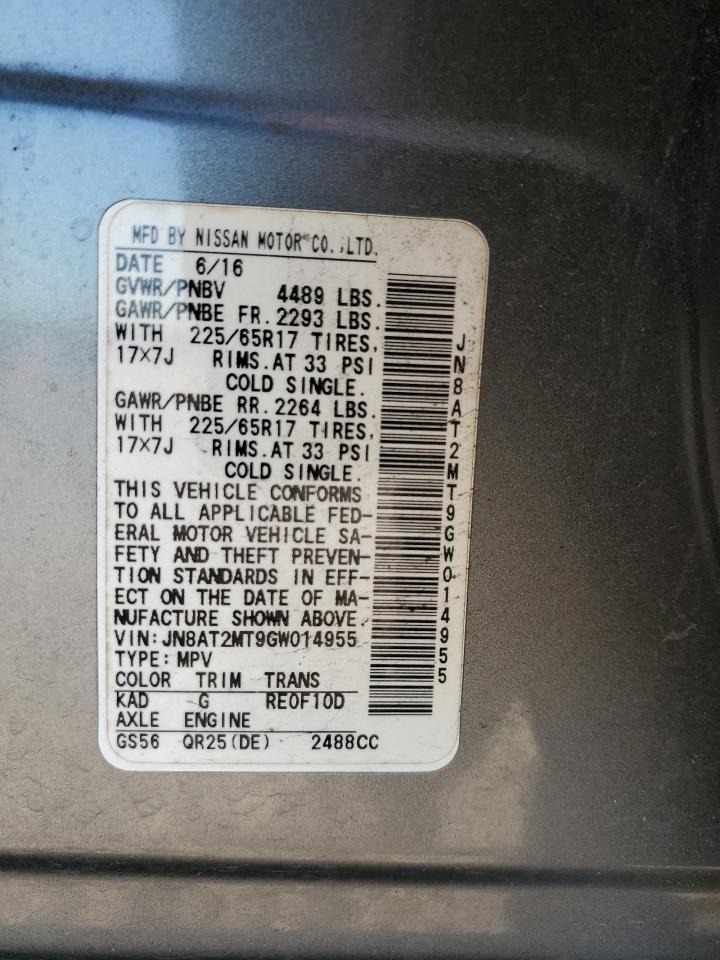 MFD BY NISSAN MOTOR CO.,LTD.
DATE 6/16
GVWR/PNBV 4489 LBS.
GAWR/PNBE FR. 2293 LBS.
WITH 225/65R17 TIRES,
17×7J RIMS. AT 33 PSI
COLD SINGLE.
GAWR/PNBE RR. 2264 LBS.
WITH 225/65R17 TIRES,
17×7J RIMS. AT 33 PSI
COLD SINGLE.
THIS VEHICLE CONFORMS
TO ALL APPLICABLE FED-
ERAL MOTOR VEHICLE SA-
FETY AND THEFT PREVEN-
TION STANDARDS IN EFF-
ECT ON THE DATE OF MA-
NUFACTURE SHOWN ABOVE.
VIN: JN8AT2MT9GW014955
TYPE: MPV
COLOR TRIM TRANS
KAD G RE0F10D
AXLE ENGINE
GS56 QR25(DE) 2488CC
JN8AT2MT9GW014955